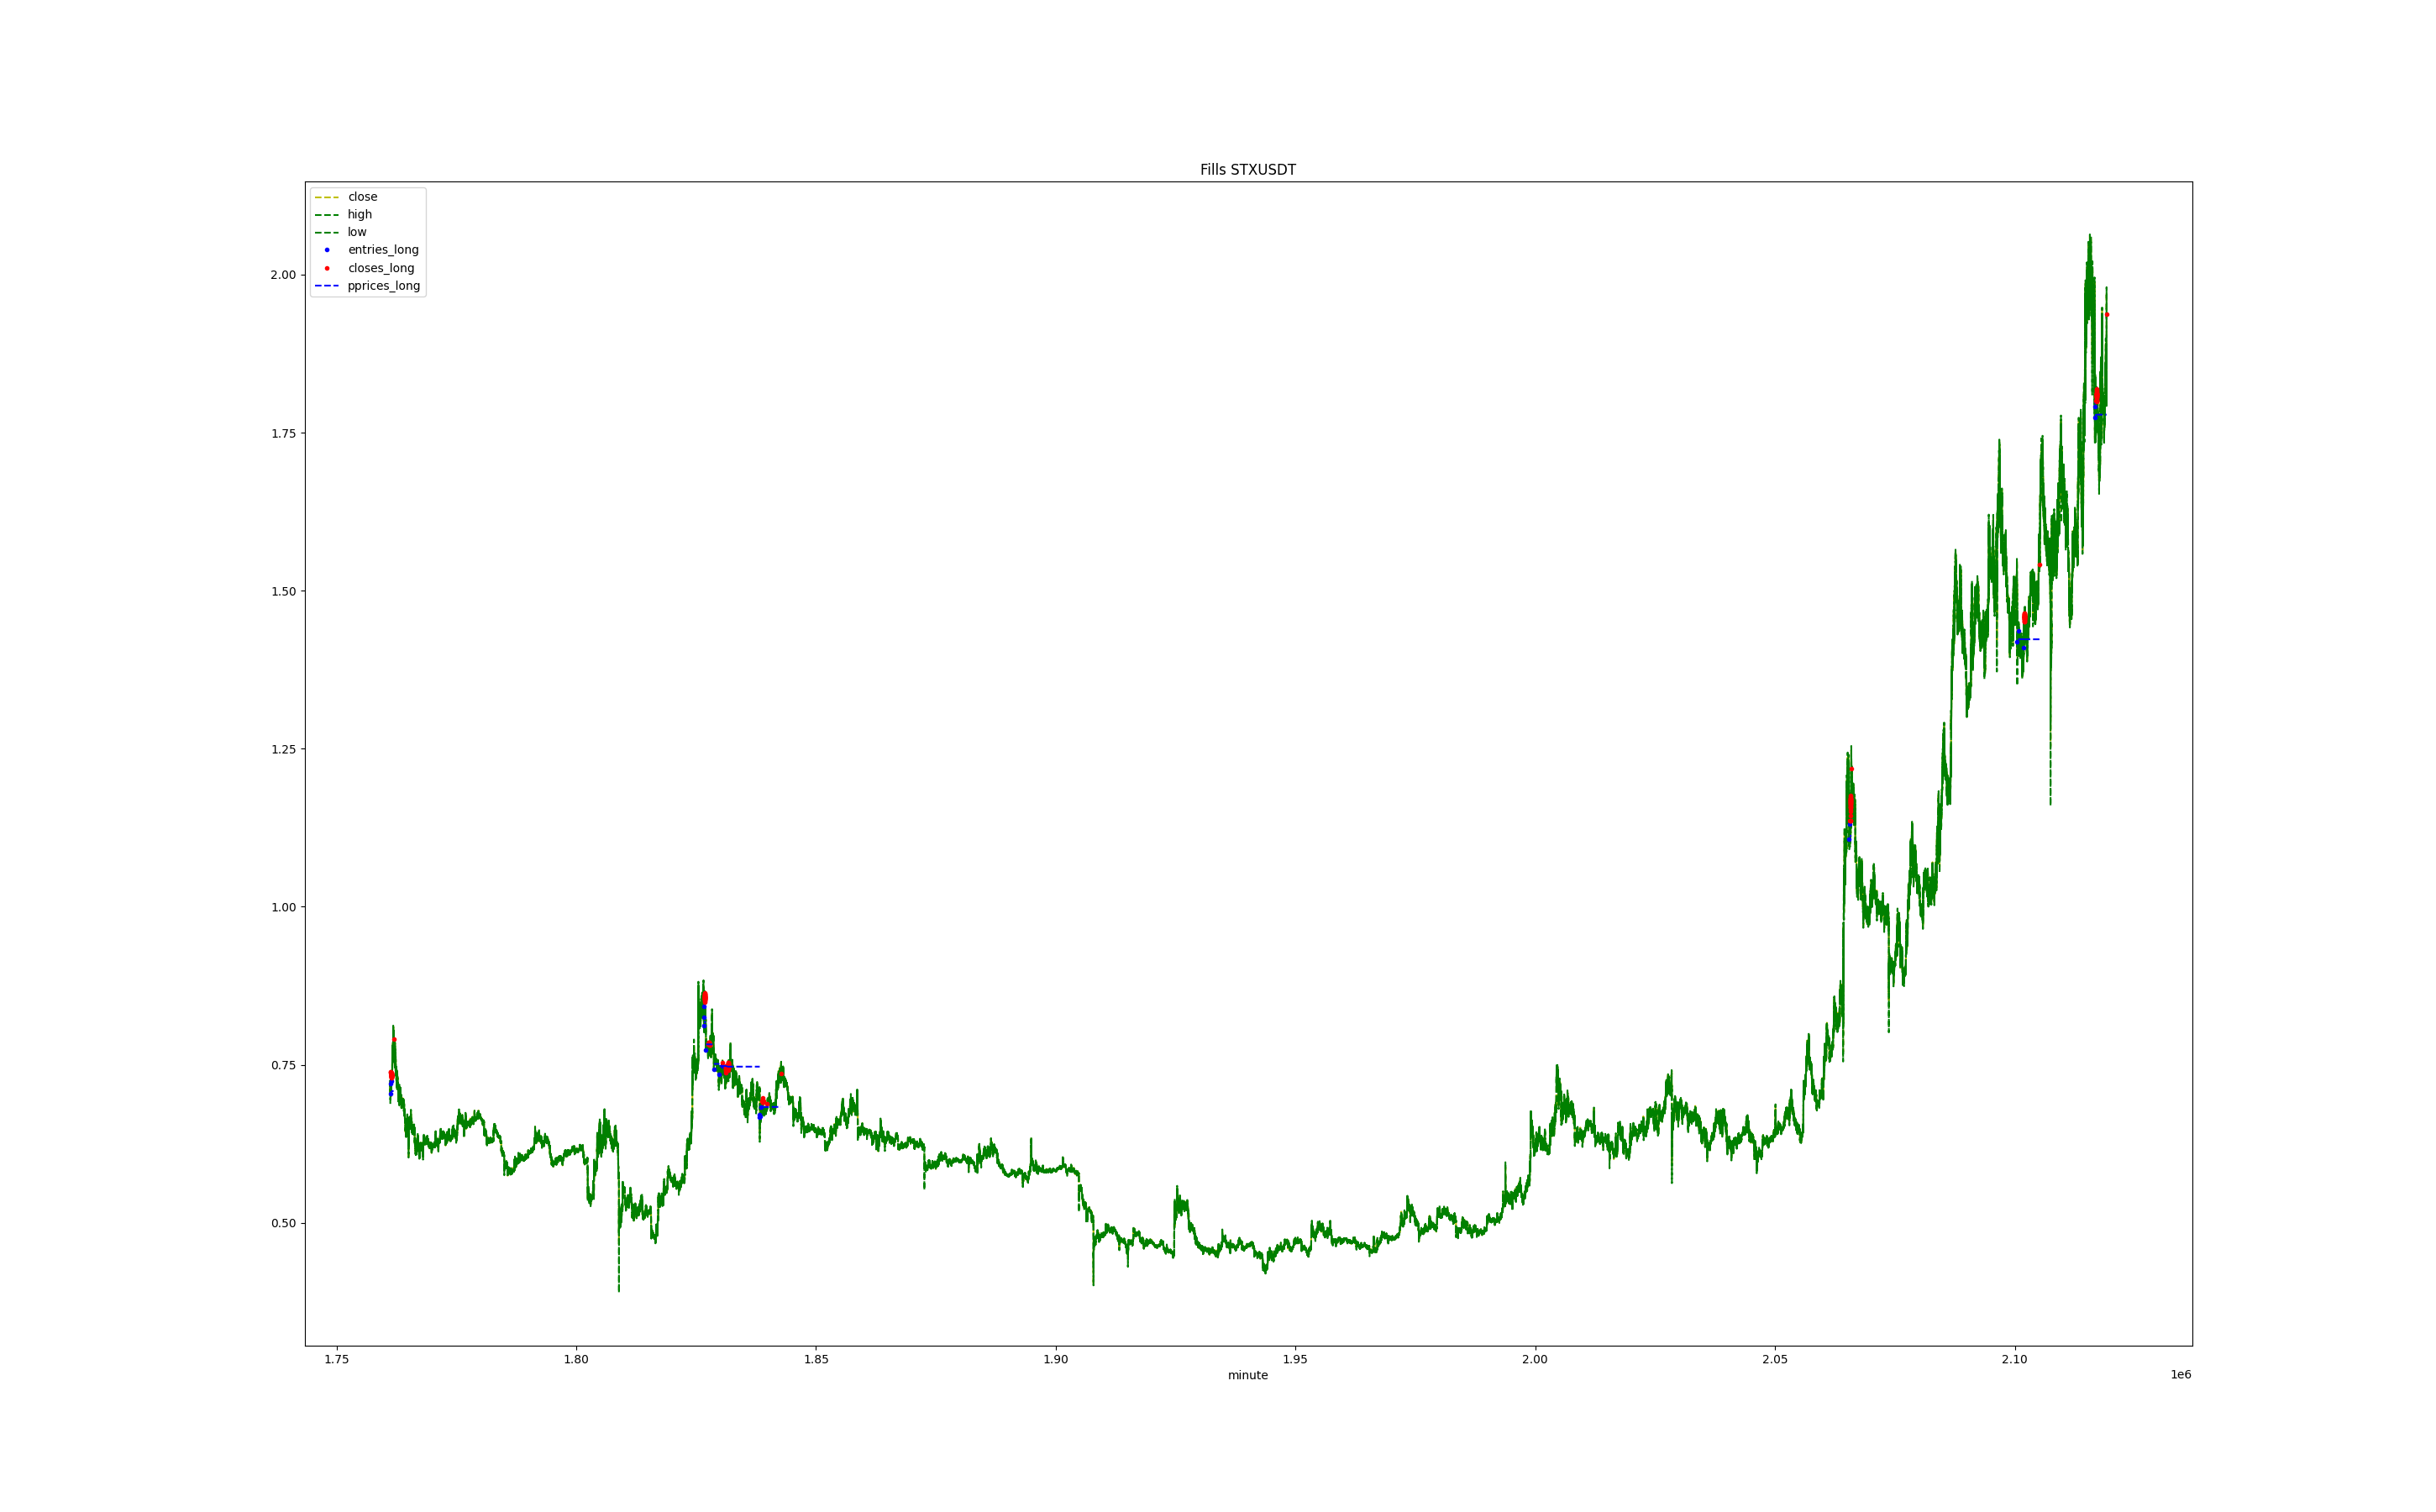 Fills STXUSDT
close
high
low
entries_long
closes_long
pprices_long
2.00
1.75
1.50
1.25
1.00
0.75
0.50
1.75 1.80 1.85 1.90 1.95 2.00 2.05 2.10
minute
1e6